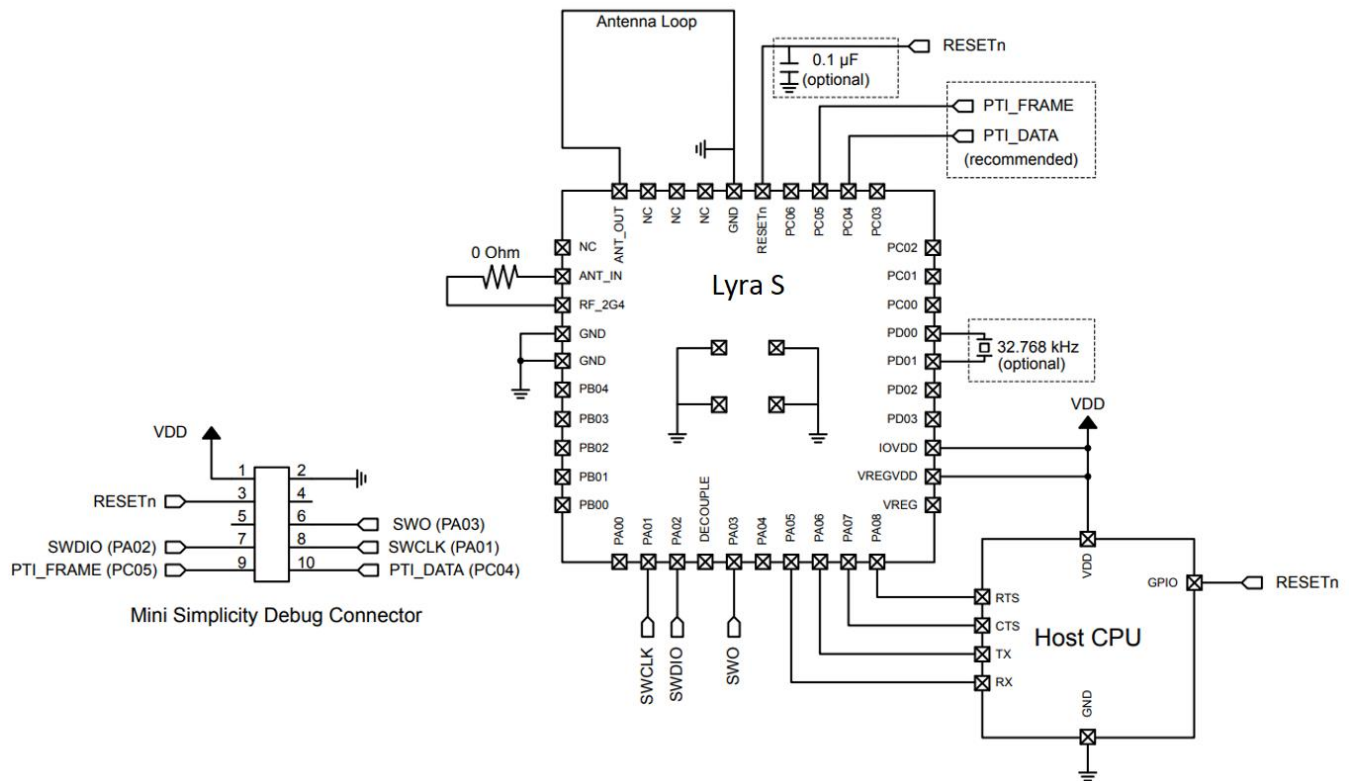 Antenna Loop
RESETn
0.1 µF
(optional)
PTI_FRAME
PTI_DATA
(recommended)
ANT_OUT
NC
NC
NC
GND
RESETn
PC06
PC05
PC04
PC03
0 Ohm
NC
ANT_IN
RF_2G4
GND
GND
PB04
PB03
PB02
PB01
PB00
Lyra S
PC02
PC01
PC00
PD00
PD01
PD02
PD03
IOVDD
VREGVDD
VREG
32.768 kHz
(optional)
VDD
PA00
PA01
PA02
DECOUPLE
PA03
PA04
PA05
PA06
PA07
PA08
SWCLK
SWDIO
SWO
VDD
1 2
RESETn 3 4
5 6 SWO (PA03)
SWDIO (PA02) 7 8 SWCLK (PA01)
PTI_FRAME (PC05) 9 10 PTI_DATA (PC04)
Mini Simplicity Debug Connector
VDD
GPIO
RESETn
RTS
CTS
TX
RX
Host CPU
GND